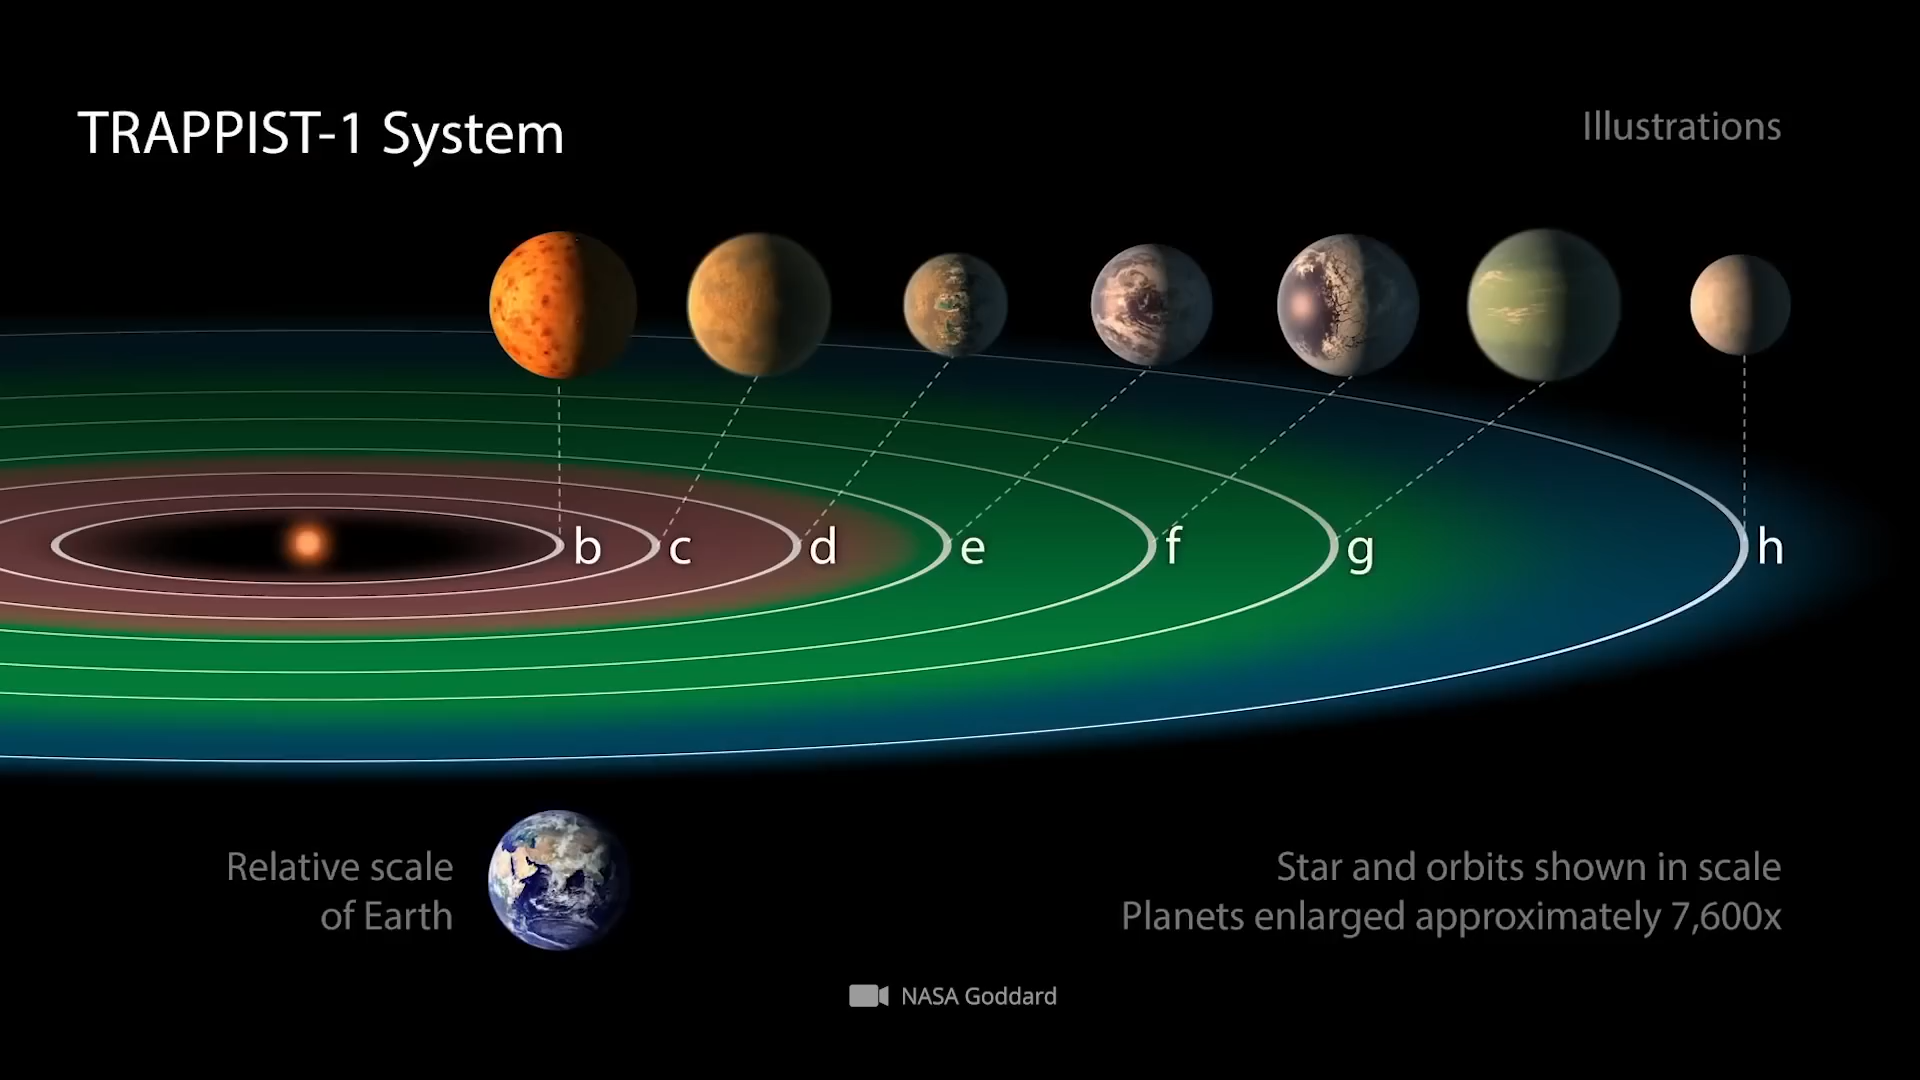 TRAPPIST-1 System
Illustrations
b
c
d
e
f
g
h
Relative scale
of Earth
Star and orbits shown in scale
Planets enlarged approximately 7,600x
NASA Goddard